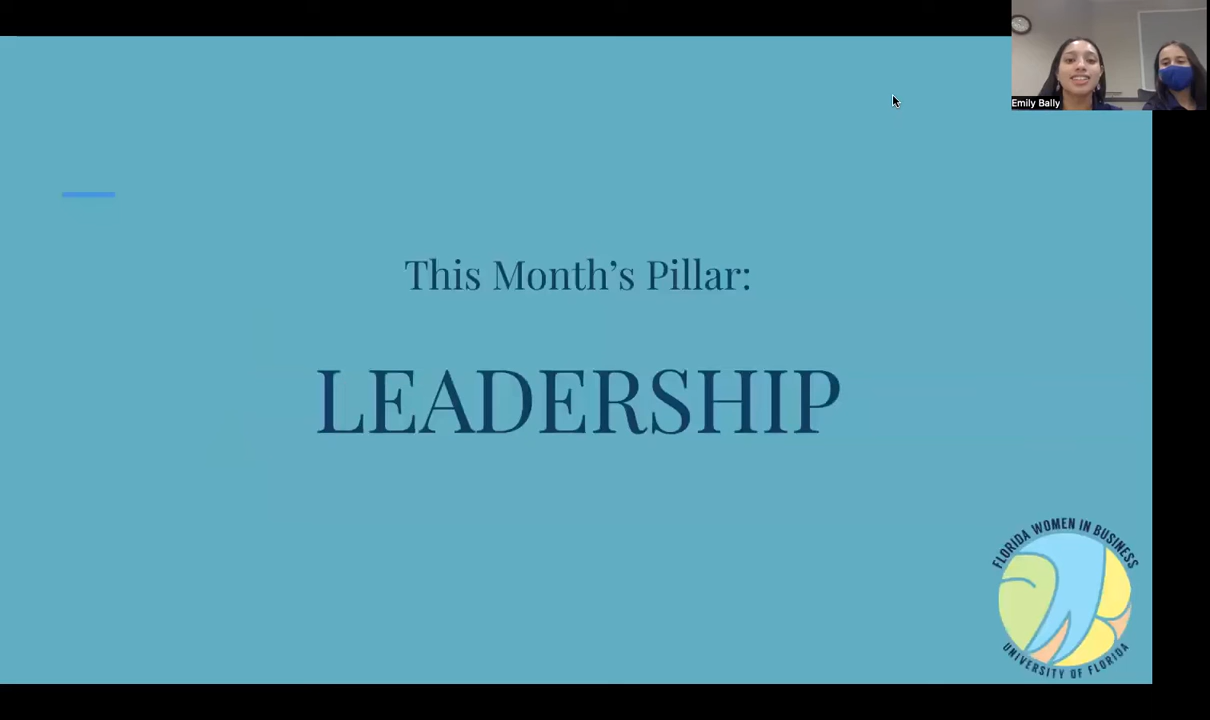 Emily Bally
This Month's Pillar:
LEADERSHIP
FLORIDA WOMEN IN BUSINESS
UNIVERSITY OF FLORIDA